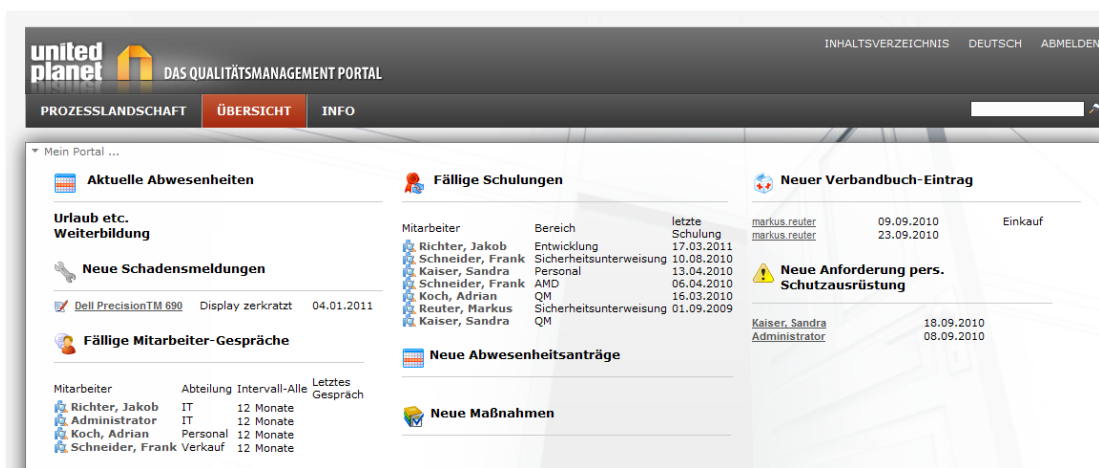 united
planet DAS QUALITÄTSMANAGEMENT PORTAL
INHALTSVERZEICHNIS DEUTSCH ABMELDEN
PROZESSLANDSCHAFT ÜBERSICHT INFO
Mein Portal ...
Aktuelle Abwesenheiten
Urlaub etc.
Weiterbildung
Neue Schadensmeldungen
Dell PrecisionTM 690 Display zerkratzt 04.01.2011
Fällige Mitarbeiter-Gespräche
Mitarbeiter Abteilung Intervall-Alle Letztes
Gespräch
Richter, Jakob IT 12 Monate
Administrator IT 12 Monate
Koch, Adrian Personal 12 Monate
Schneider, Frank Verkauf 12 Monate
Fällige Schulungen
Mitarbeiter Bereich letzte
Schulung
Richter, Jakob Entwicklung 17.03.2011
Schneider, Frank Sicherheitsunterweisung 10.08.2010
Kaiser, Sandra Personal 13.04.2010
Schneider, Frank AMD 06.04.2010
Koch, Adrian QM 16.03.2010
Reuter, Markus Sicherheitsunterweisung 01.09.2009
Kaiser, Sandra QM
Neue Abwesenheitsanträge
Neue Maßnahmen
Neuer Verbandbuch-Eintrag
markus.reuter 09.09.2010 Einkauf
markus.reuter 23.09.2010
Neue Anforderung pers.
Schutzausrüstung
Kaiser, Sandra 18.09.2010
Administrator 08.09.2010